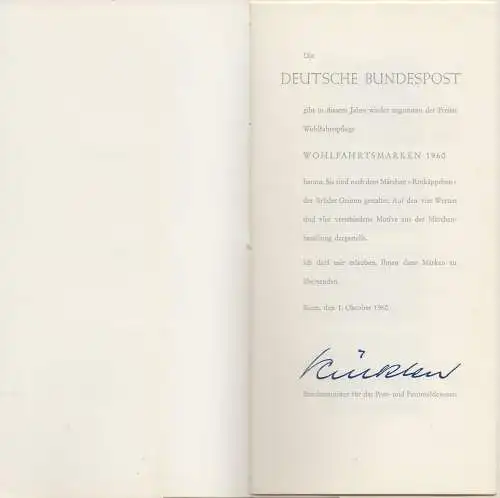 Die
DEUTSCHE BUNDESPOST
gibt in diesem Jahre wieder zugunsten der Freien
Wohlfahrtspflege
WOHLFAHRTSMARKEN 1960
heraus. Sie sind nach dem Märchen »Rotkäppchen«
der Brüder Grimm gestaltet. Auf den vier Werten
sind vier verschiedene Motive aus der Märchen-
handlung dargestellt.
Ich darf mir erlauben, Ihnen diese Marken zu
übersenden.
Bonn, den 1. Oktober 1960
Bundesminister für das Post- und Fernmeldewesen